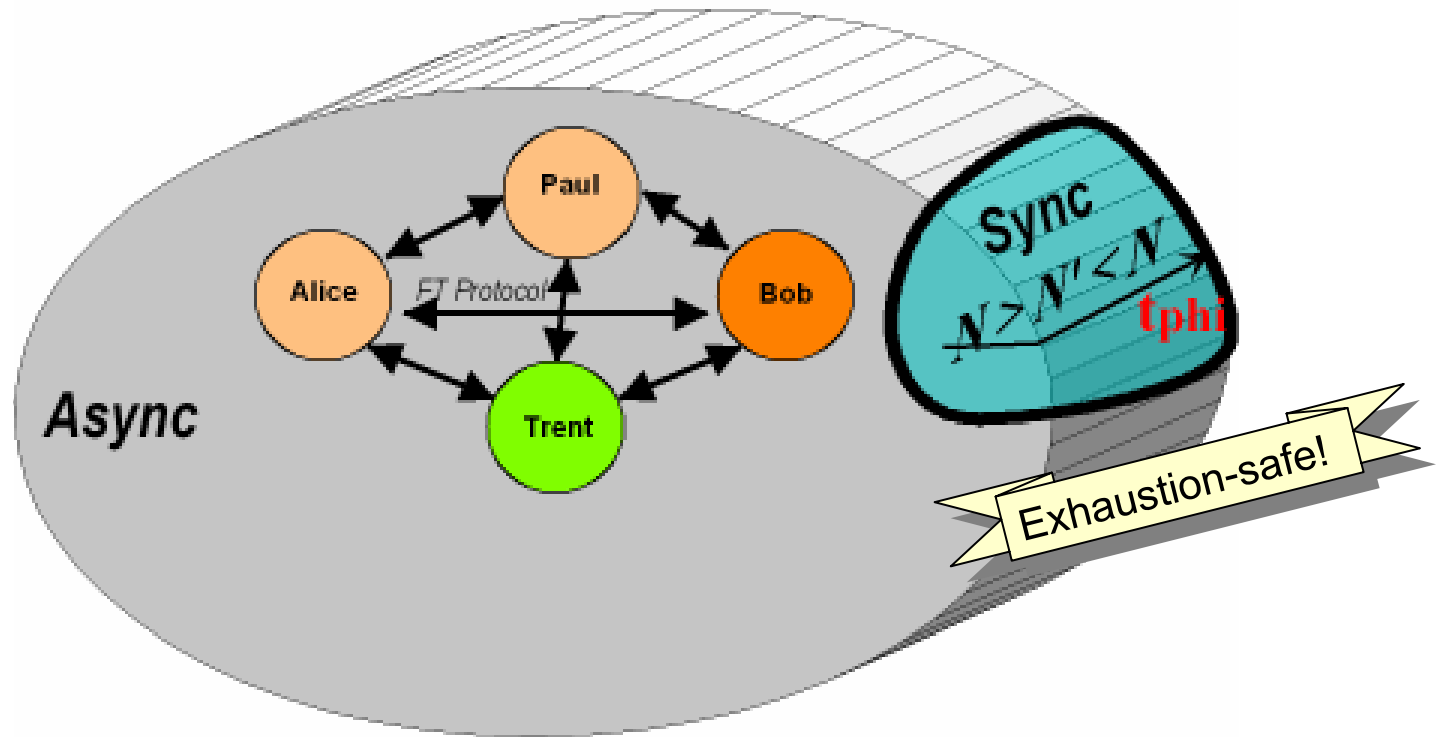 Paul
Sync
N > N' < N
tphi
Alice
FT Protocol
Bob
Async
Trent
Exhaustion-safe!